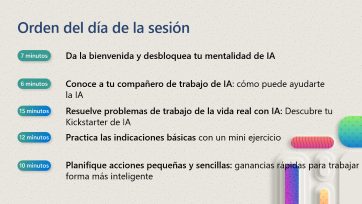 Orden del día de la sesión
7 minutos
Da la bienvenida y desbloquea tu mentalidad de IA
6 minutos
Conoce a tu compañero de trabajo de IA: cómo puede ayudarte
la IA
15 minutos
Resuelve problemas de trabajo de la vida real con IA: Descubre tu
Kickstarter de IA
12 minutos
Practica las indicaciones básicas con un mini ejercicio
10 minutos
Planifique acciones pequeñas y sencillas: ganancias rápidas para trabajar
forma más inteligente